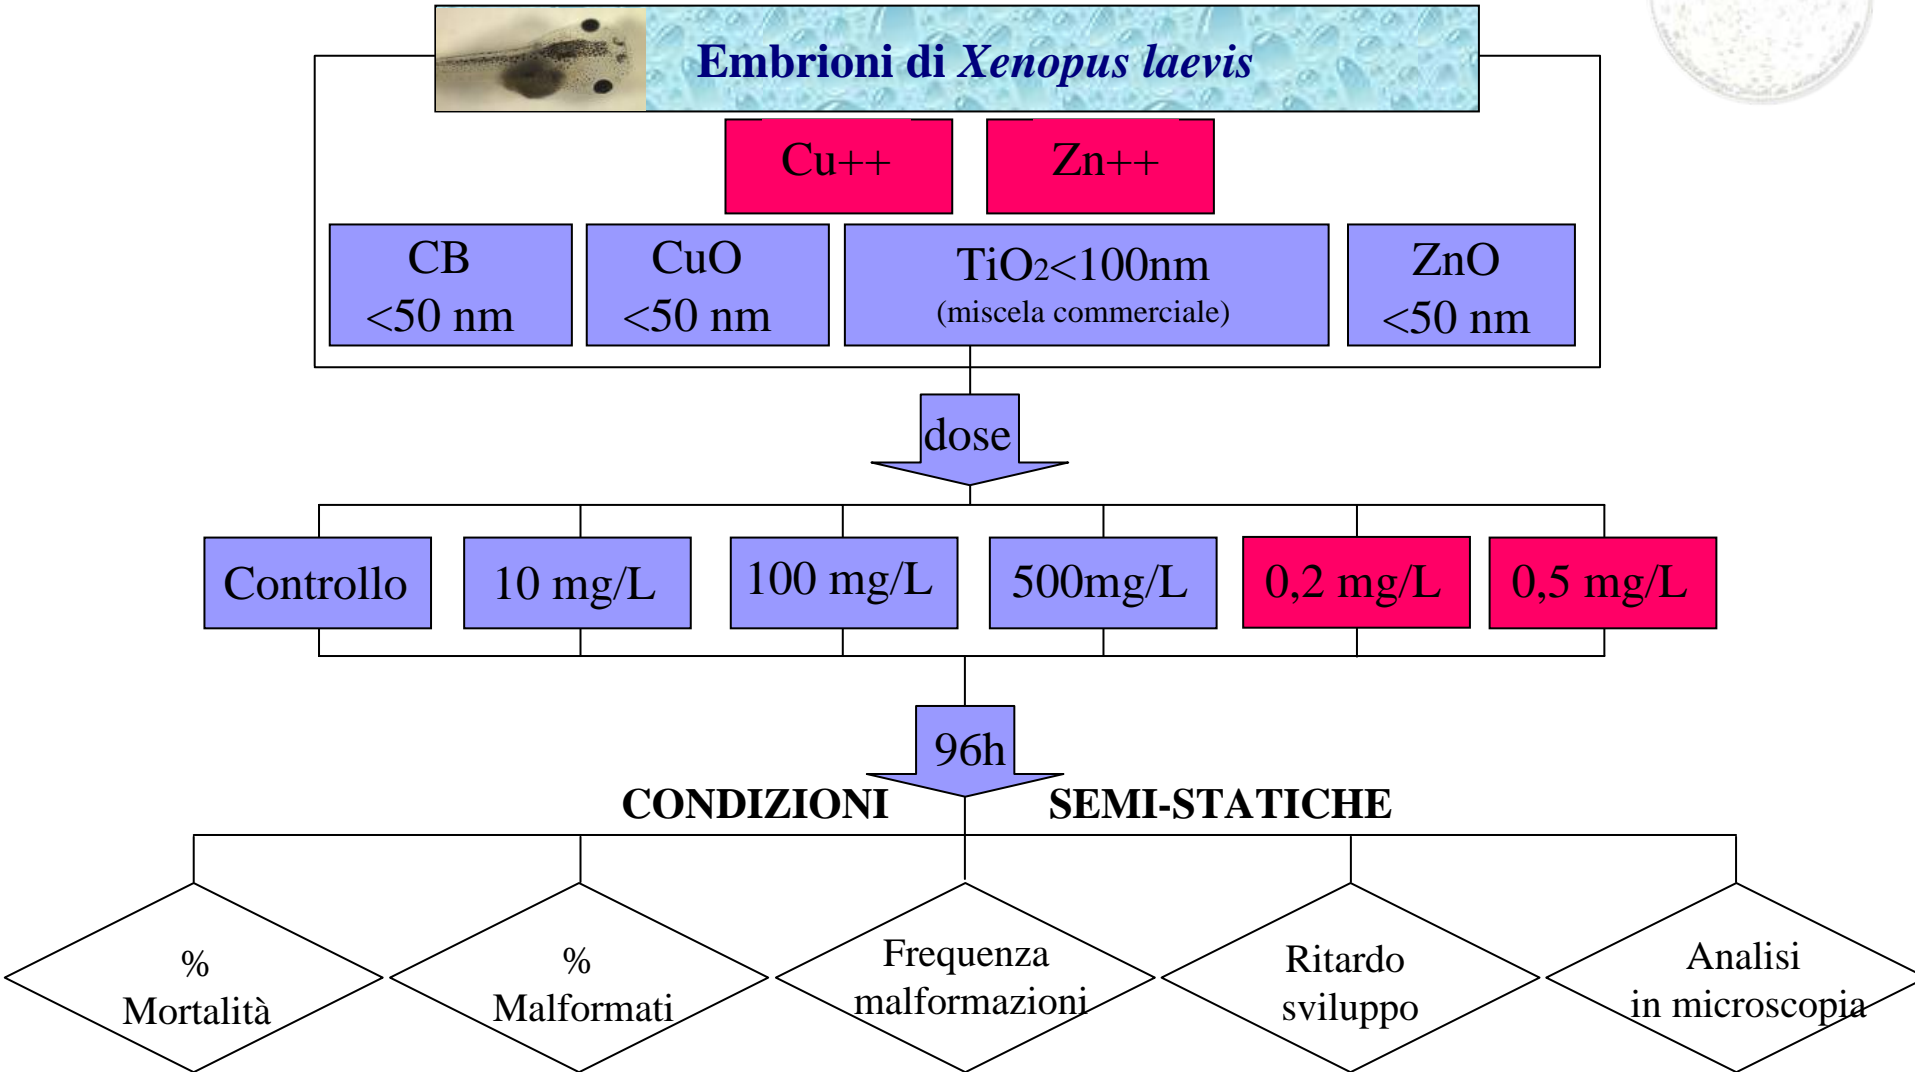 Embrioni di Xenopus laevis
Cu++
Zn++
CB
<50 nm
CuO
<50 nm
TiO2<100nm
(miscela commerciale)
ZnO
<50 nm
dose
Controllo
10 mg/L
100 mg/L
500mg/L
0,2 mg/L
0,5 mg/L
96h
CONDIZIONI SEMI-STATICHE
%
Mortalità
%
Malformati
Frequenza
malformazioni
Ritardo
sviluppo
Analisi
in microscopia